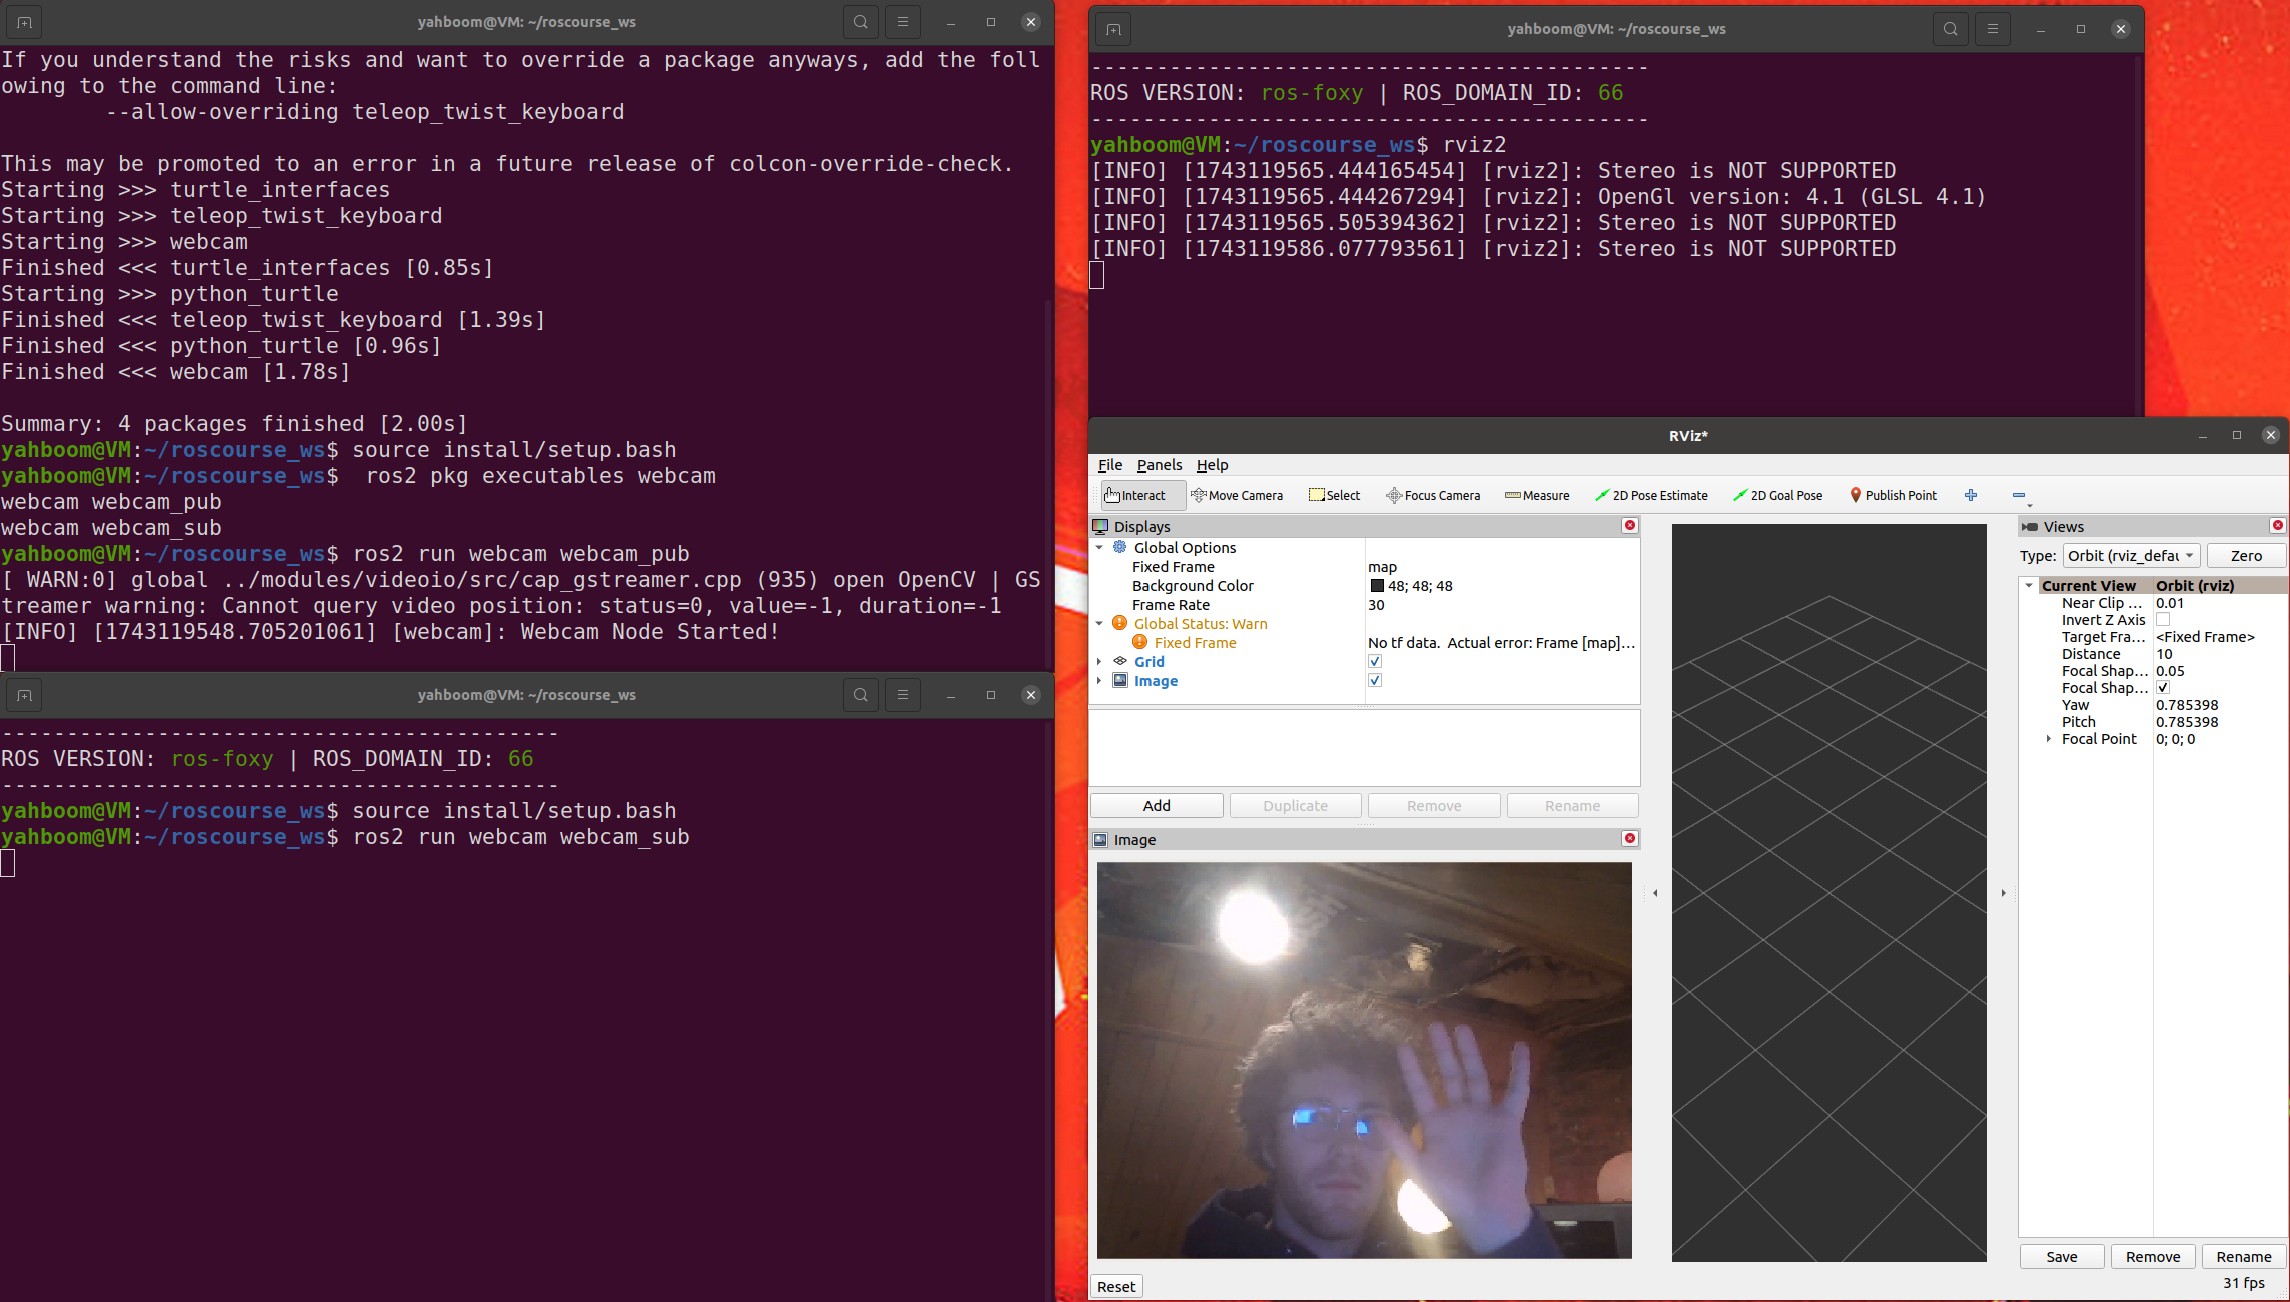 yahboom@VM: ~/roscourse_ws
If you understand the risks and want to override a package anyways, add the foll
owing to the command line:
        --allow-overriding teleop_twist_keyboard
This may be promoted to an error in a future release of colcon-override-check.
Starting >>> turtle_interfaces
Starting >>> teleop_twist_keyboard
Starting >>> webcam
Finished <<< turtle_interfaces [0.85s]
Starting >>> python_turtle
Finished <<< teleop_twist_keyboard [1.39s]
Finished <<< python_turtle [0.96s]
Finished <<< webcam [1.78s]
Summary: 4 packages finished [2.00s]
yahboom@VM:~/roscourse_ws$ source install/setup.bash
yahboom@VM:~/roscourse_ws$  ros2 pkg executables webcam
webcam webcam_pub
webcam webcam_sub
yahboom@VM:~/roscourse_ws$ ros2 run webcam webcam_pub
[ WARN:0] global ../modules/videoio/src/cap_gstreamer.cpp (935) open OpenCV | GS
treamer warning: Cannot query video position: status=0, value=-1, duration=-1
[INFO] [1743119548.705201061] [webcam]: Webcam Node Started!
yahboom@VM: ~/roscourse_ws
-------------------------------------------
ROS VERSION: ros-foxy | ROS_DOMAIN_ID: 66
-------------------------------------------
yahboom@VM:~/roscourse_ws$ source install/setup.bash
yahboom@VM:~/roscourse_ws$ ros2 run webcam webcam_sub
yahboom@VM: ~/roscourse_ws
-------------------------------------------
ROS VERSION: ros-foxy | ROS_DOMAIN_ID: 66
-------------------------------------------
yahboom@VM:~/roscourse_ws$ rviz2
[INFO] [1743119565.444165454] [rviz2]: Stereo is NOT SUPPORTED
[INFO] [1743119565.444267294] [rviz2]: OpenGl version: 4.1 (GLSL 4.1)
[INFO] [1743119565.505394362] [rviz2]: Stereo is NOT SUPPORTED
[INFO] [1743119586.077793561] [rviz2]: Stereo is NOT SUPPORTED
RViz*
File Panels Help
Interact Move Camera Select Focus Camera Measure 2D Pose Estimate 2D Goal Pose Publish Point
Displays
Global Options
Fixed Frame map
Background Color 48; 48; 48
Frame Rate 30
Global Status: Warn
Fixed Frame No tf data.  Actual error: Frame [map]...
Grid
Image
Add Duplicate Remove Rename
Image
Reset
Views
Type: Orbit (rviz_defau Zero
Current View Orbit (rviz)
Near Clip ... 0.01
Invert Z Axis
Target Fra... <Fixed Frame>
Distance 10
Focal Shap... 0.05
Focal Shap...
Yaw 0.785398
Pitch 0.785398
Focal Point 0; 0; 0
Save Remove Rename
31 fps